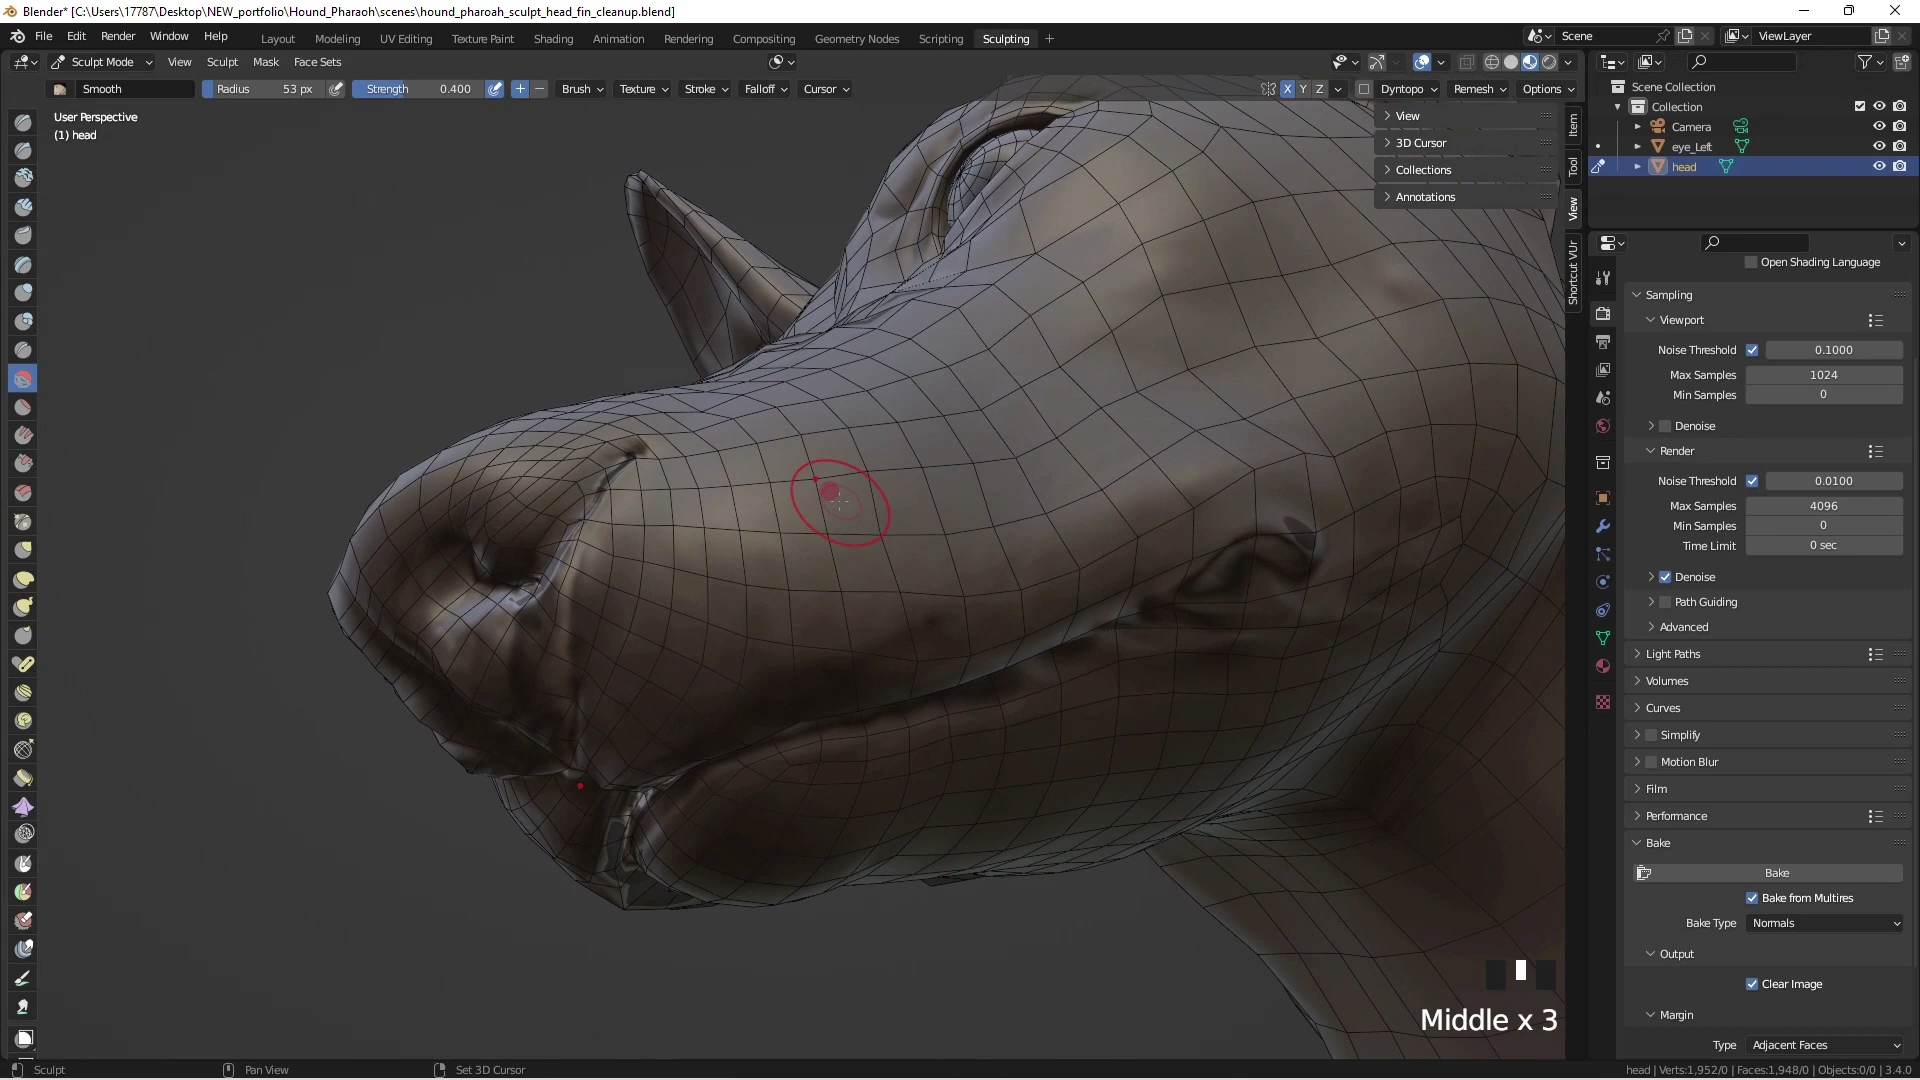 Blender* [C:\Users\17787\Desktop\NEW_portfolio\Hound_Pharaoh\scenes\hound_pharoah_sculpt_head_fin_cleanup.blend]
File Edit Render Window Help Layout Modeling UV Editing Texture Paint Shading Animation Rendering Compositing Geometry Nodes Scripting Sculpting + Scene ViewLayer
Sculpt Mode View Sculpt Mask Face Sets
Smooth Radius 53 px Strength 0.400 + − Brush Texture Stroke Falloff Cursor X Y Z Dyntopo Remesh Options
User Perspective
(1) head
View
3D Cursor
Collections
Annotations
Item
Tool
View
Shortcut VUr
Scene Collection
Collection
Camera
eye_Left
head
Open Shading Language
Sampling
Viewport
Noise Threshold 0.1000
Max Samples 1024
Min Samples 0
Denoise
Render
Noise Threshold 0.0100
Max Samples 4096
Min Samples 0
Time Limit 0 sec
Denoise
Path Guiding
Advanced
Light Paths
Volumes
Curves
Simplify
Motion Blur
Film
Performance
Bake
Bake
Bake from Multires
Bake Type Normals
Output
Clear Image
Margin
Type Adjacent Faces
Middle x 3
Sculpt Pan View Set 3D Cursor head | Verts:1,952/0 | Faces:1,948/0 | Objects:0/0 | 3.4.0